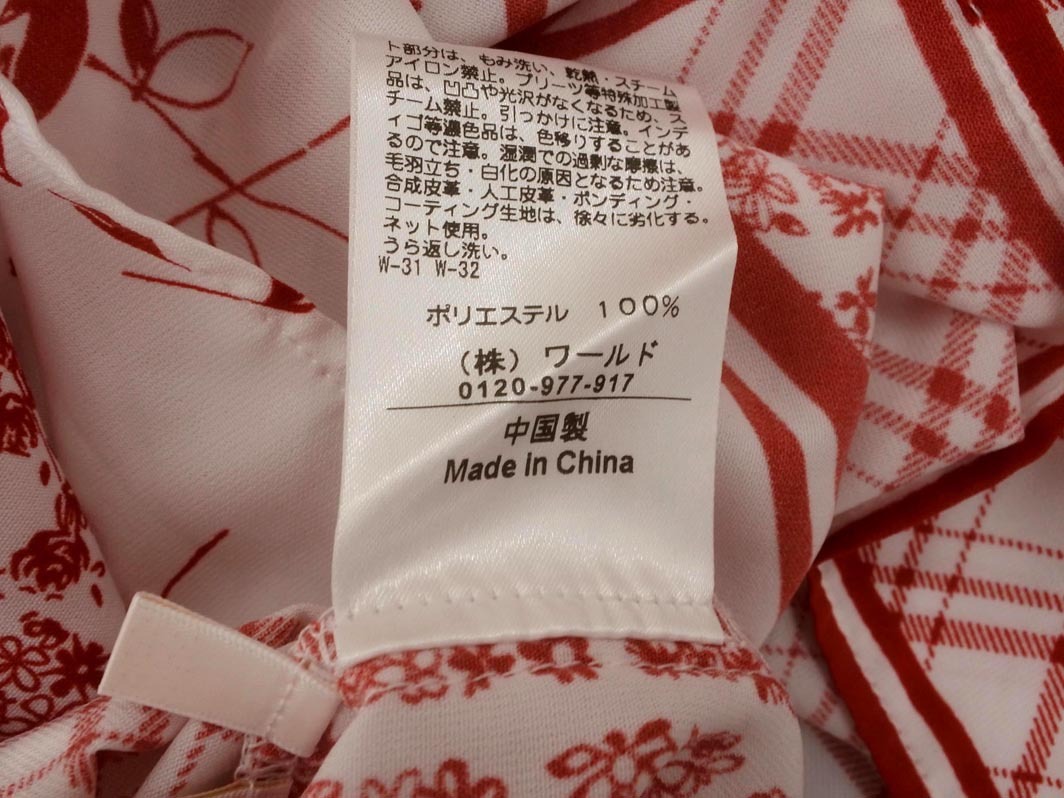 ト部分は、もみ洗い、乾熱・スチーム
アイロン禁止。プリーツ等特殊加工製
品は、凹凸や光沢がなくなるため、ス
チーム禁止。引っかけに注意。インデ
ィゴ等濃色品は、色移りすることがあ
るので注意。湿潤での過剰な摩擦は、
毛羽立ち・白化の原因となるため注意。
合成皮革・人工皮革・ボンディング・
コーティング生地は、徐々に劣化する。
ネット使用。
うら返し洗い。
W-31 W-32
ポリエステル 100%
(株) ワールド
0120-977-917
中国製
Made in China